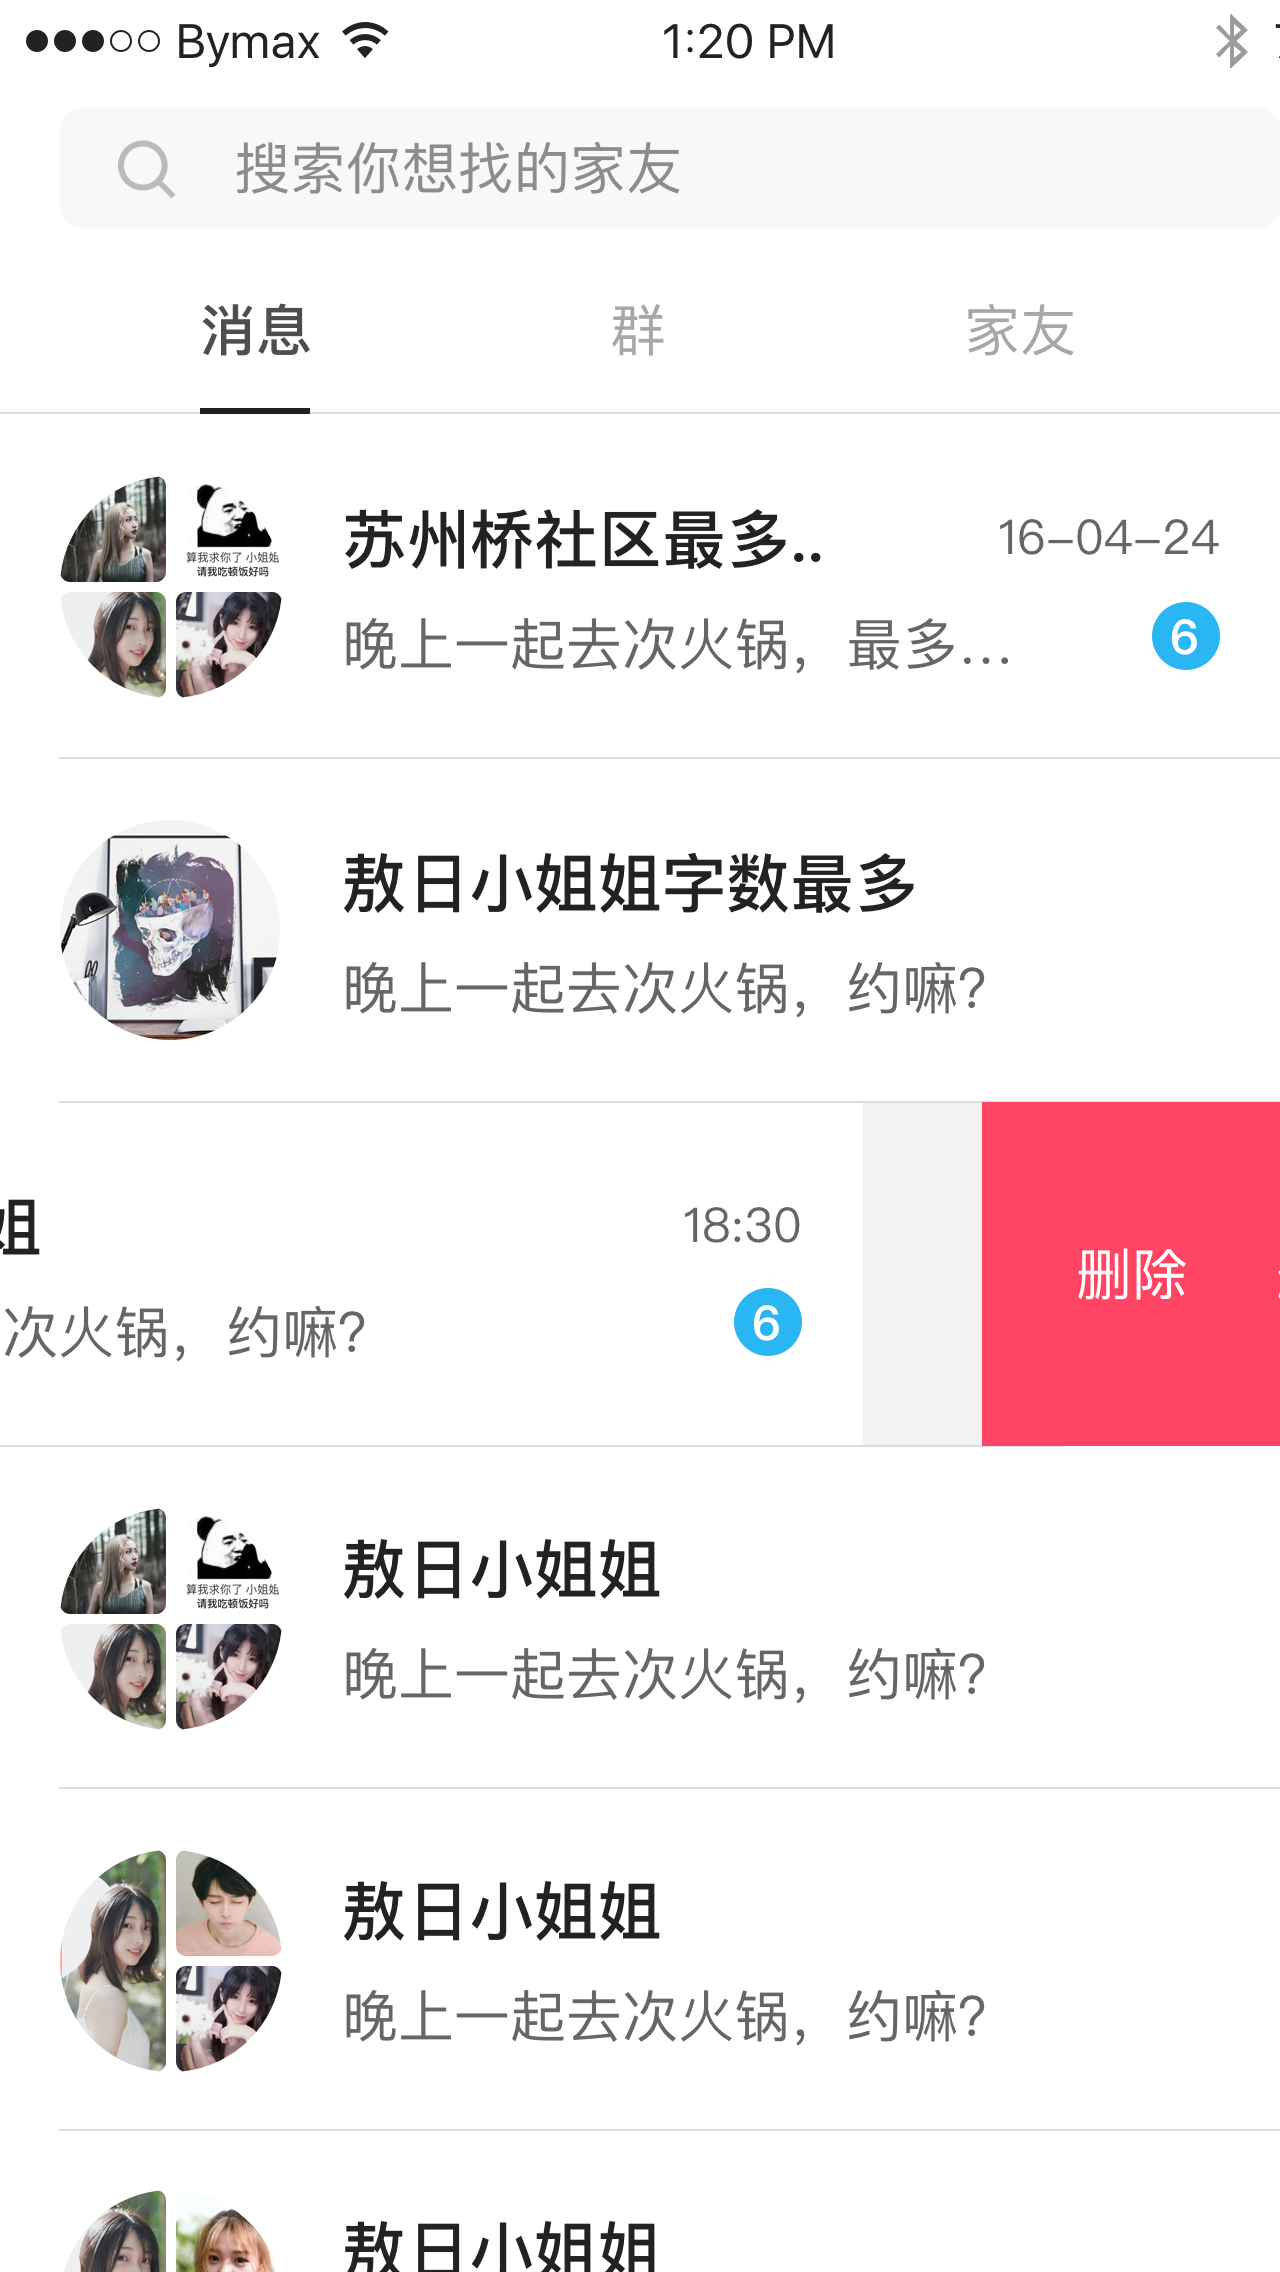 Bymax 1:20 PM
搜索你想找的家友
消息 群 家友
苏州桥社区最多.. 16-04-24
晚上一起去次火锅，最多... 6
算我求你了 小姐姐
请我吃顿饭好吗
敖日小姐姐字数最多
晚上一起去次火锅，约嘛?
姐 18:30
次火锅，约嘛? 6
删除
敖日小姐姐
晚上一起去次火锅，约嘛?
算我求你了 小姐姐
请我吃顿饭好吗
敖日小姐姐
晚上一起去次火锅，约嘛?
敖日小姐姐